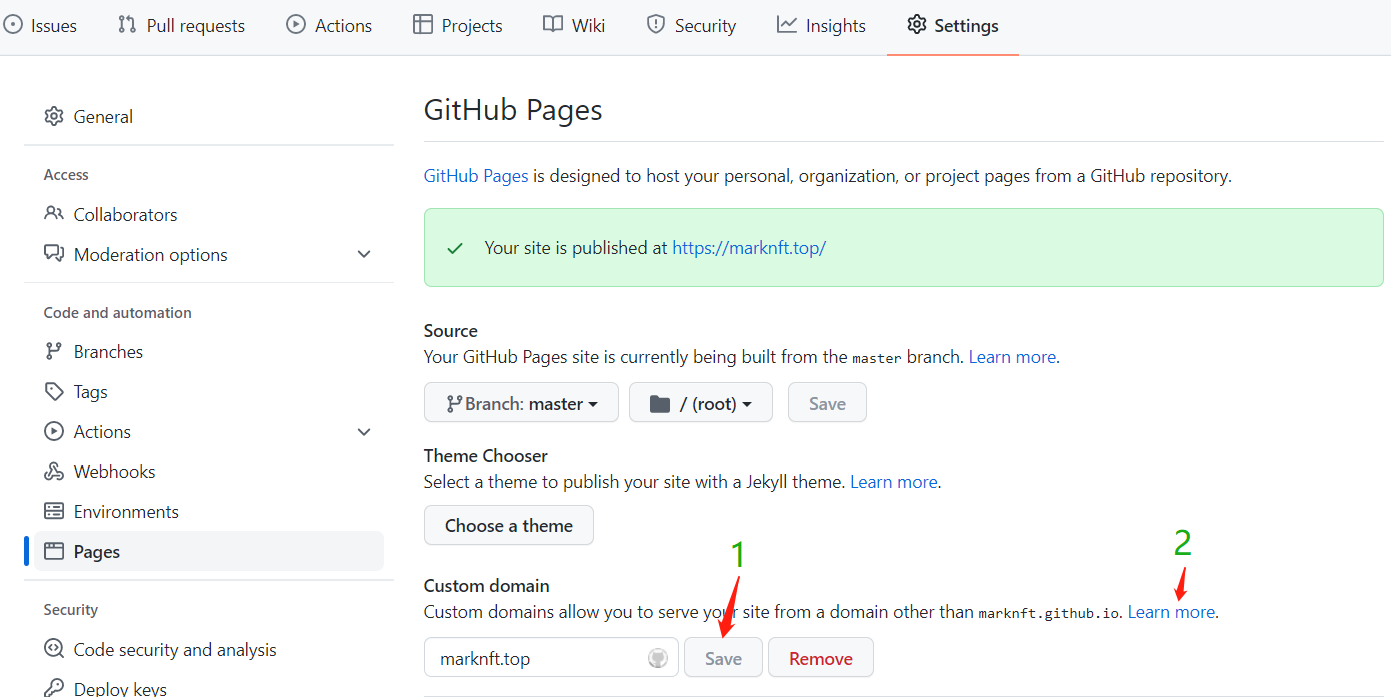 Issues Pull requests Actions Projects Wiki Security Insights Settings
General
Access
Collaborators
Moderation options
Code and automation
Branches
Tags
Actions
Webhooks
Environments
Pages
Security
Code security and analysis
Deploy keys
GitHub Pages
GitHub Pages is designed to host your personal, organization, or project pages from a GitHub repository.
Your site is published at https://marknft.top/
Source
Your GitHub Pages site is currently being built from the master branch. Learn more.
Branch: master / (root) Save
Theme Chooser
Select a theme to publish your site with a Jekyll theme. Learn more.
Choose a theme
1 2
Custom domain
Custom domains allow you to serve your site from a domain other than marknft.github.io. Learn more.
marknft.top Save Remove